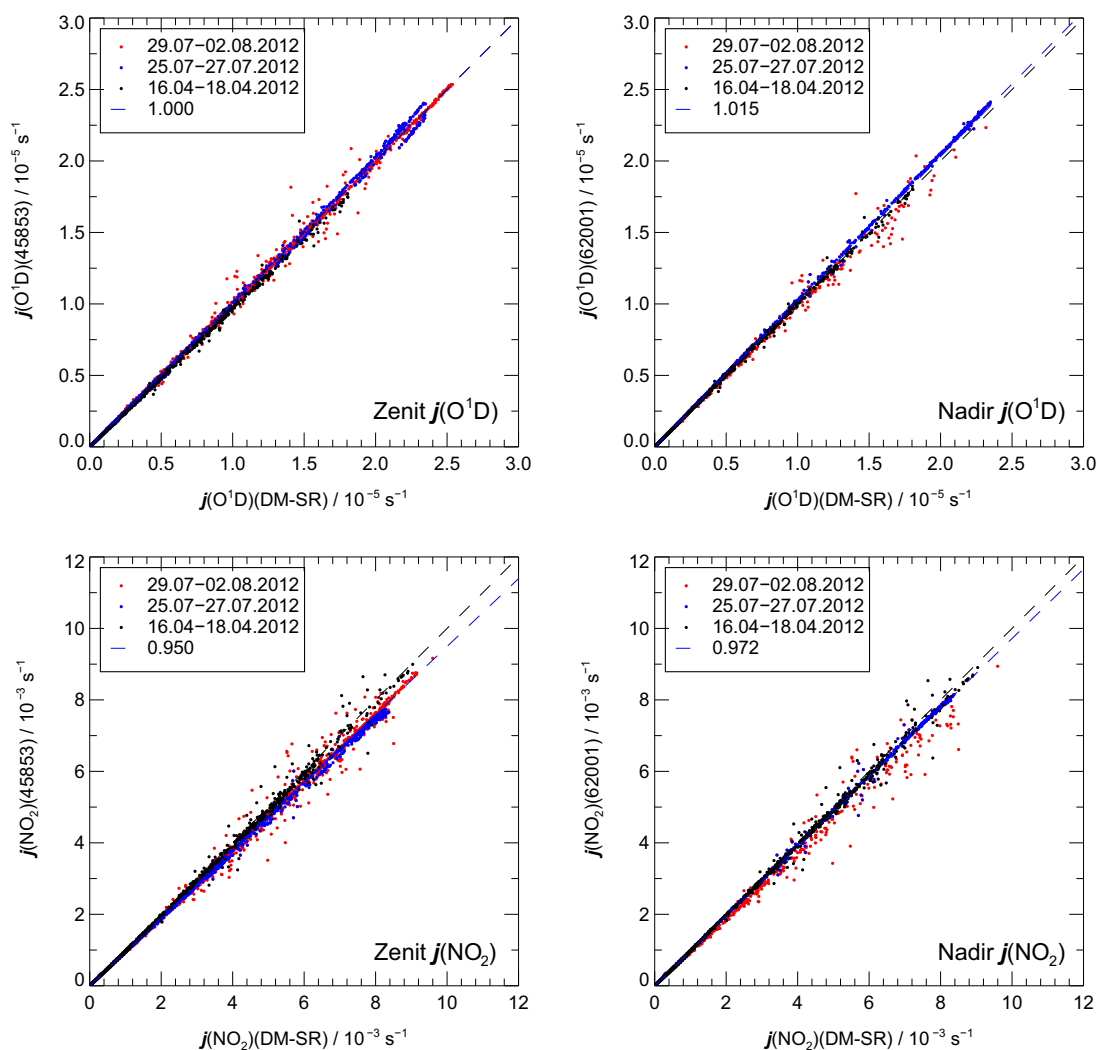 29.07−02.08.2012
25.07−27.07.2012
16.04−18.04.2012
1.000
3.0
2.5
2.0
1.5
1.0
0.5
0.0
j(O¹D)(45853) / 10⁻⁵ s⁻¹
Zenit j(O¹D)
0.0 0.5 1.0 1.5 2.0 2.5 3.0
j(O¹D)(DM-SR) / 10⁻⁵ s⁻¹
29.07−02.08.2012
25.07−27.07.2012
16.04−18.04.2012
1.015
3.0
2.5
2.0
1.5
1.0
0.5
0.0
j(O¹D)(62001) / 10⁻⁵ s⁻¹
Nadir j(O¹D)
0.0 0.5 1.0 1.5 2.0 2.5 3.0
j(O¹D)(DM-SR) / 10⁻⁵ s⁻¹
29.07−02.08.2012
25.07−27.07.2012
16.04−18.04.2012
0.950
12
10
8
6
4
2
0
j(NO₂)(45853) / 10⁻³ s⁻¹
Zenit j(NO₂)
0 2 4 6 8 10 12
j(NO₂)(DM-SR) / 10⁻³ s⁻¹
29.07−02.08.2012
25.07−27.07.2012
16.04−18.04.2012
0.972
12
10
8
6
4
2
0
j(NO₂)(62001) / 10⁻³ s⁻¹
Nadir j(NO₂)
0 2 4 6 8 10 12
j(NO₂)(DM-SR) / 10⁻³ s⁻¹